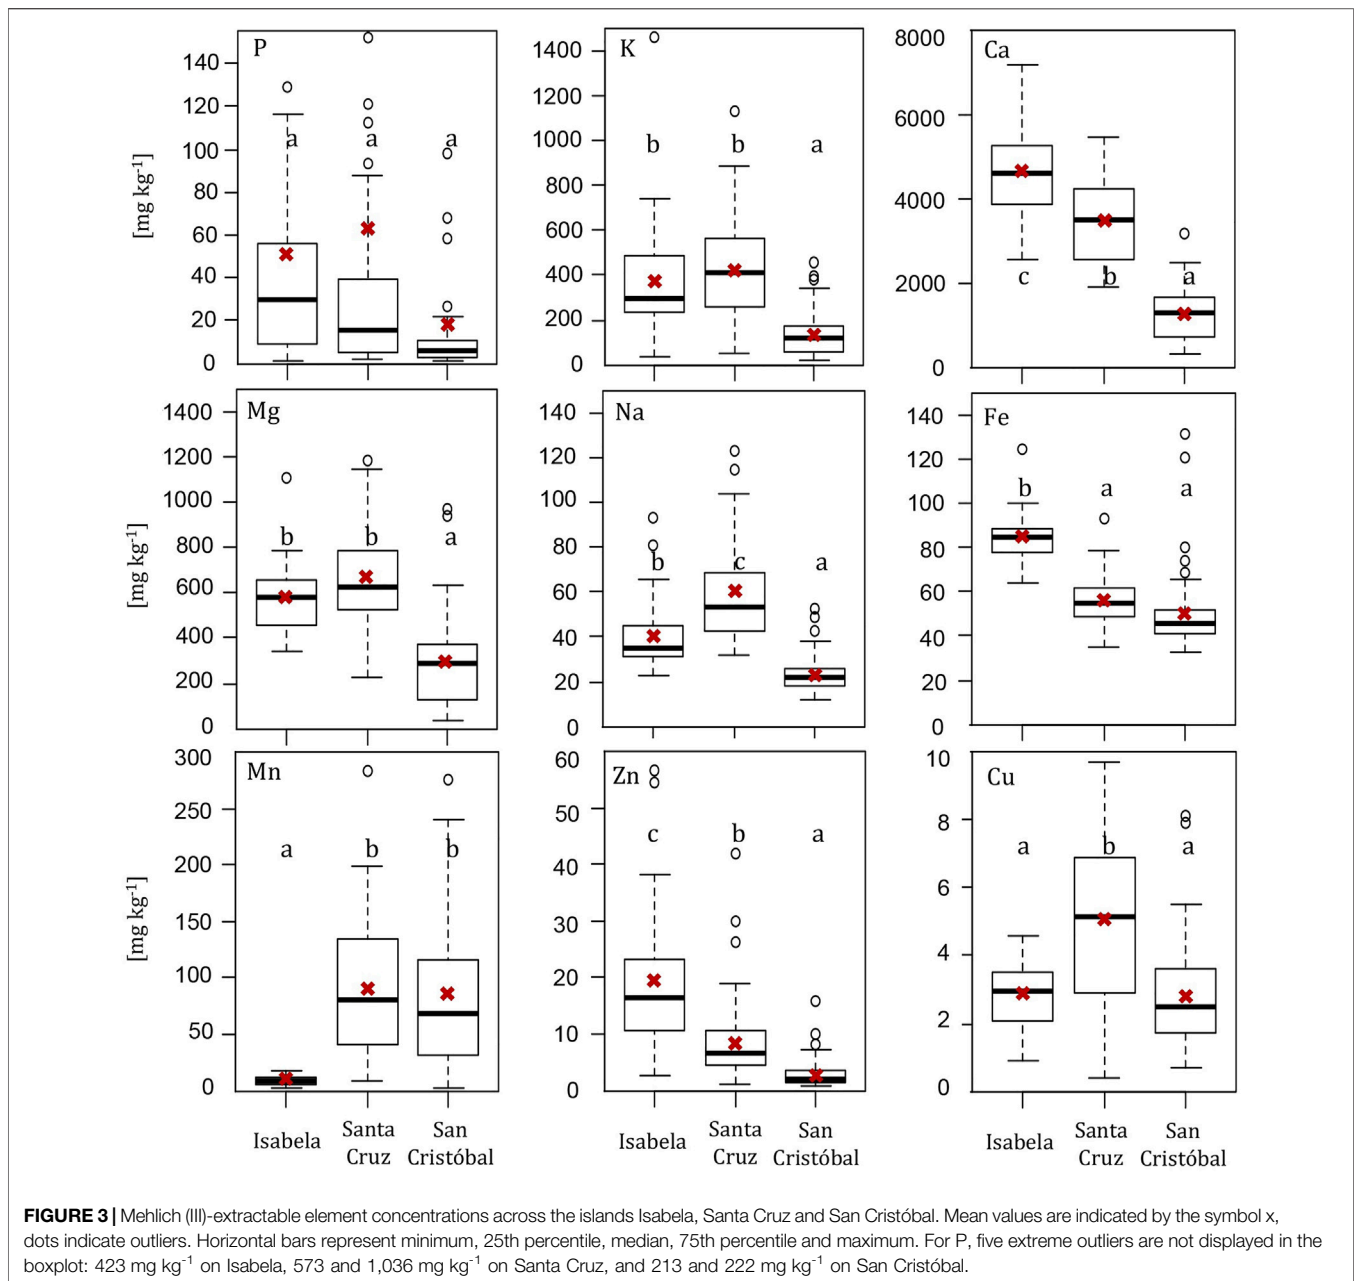 P
K
Ca
140
120
100
80
60
40
20
0
[mg kg-1]
a
a
a
1400
1200
1000
800
600
400
200
0
b
b
a
8000
6000
4000
2000
0
c
b
a
Mg
Na
Fe
1400
1200
1000
800
600
400
200
0
[mg kg-1]
b
b
a
140
120
100
80
60
40
20
0
b
c
a
140
120
100
80
60
40
20
0
b
a
a
Mn
Zn
Cu
300
250
200
150
100
50
0
[mg kg-1]
a
b
b
60
50
40
30
20
10
0
c
b
a
10
8
6
4
2
0
a
b
a
Isabela
Santa
Cruz
San
Cristóbal
Isabela
Santa
Cruz
San
Cristóbal
Isabela
Santa
Cruz
San
Cristóbal
FIGURE 3 | Mehlich (III)-extractable element concentrations across the islands Isabela, Santa Cruz and San Cristóbal. Mean values are indicated by the symbol x,
dots indicate outliers. Horizontal bars represent minimum, 25th percentile, median, 75th percentile and maximum. For P, five extreme outliers are not displayed in the
boxplot: 423 mg kg-1 on Isabela, 573 and 1,036 mg kg-1 on Santa Cruz, and 213 and 222 mg kg-1 on San Cristóbal.